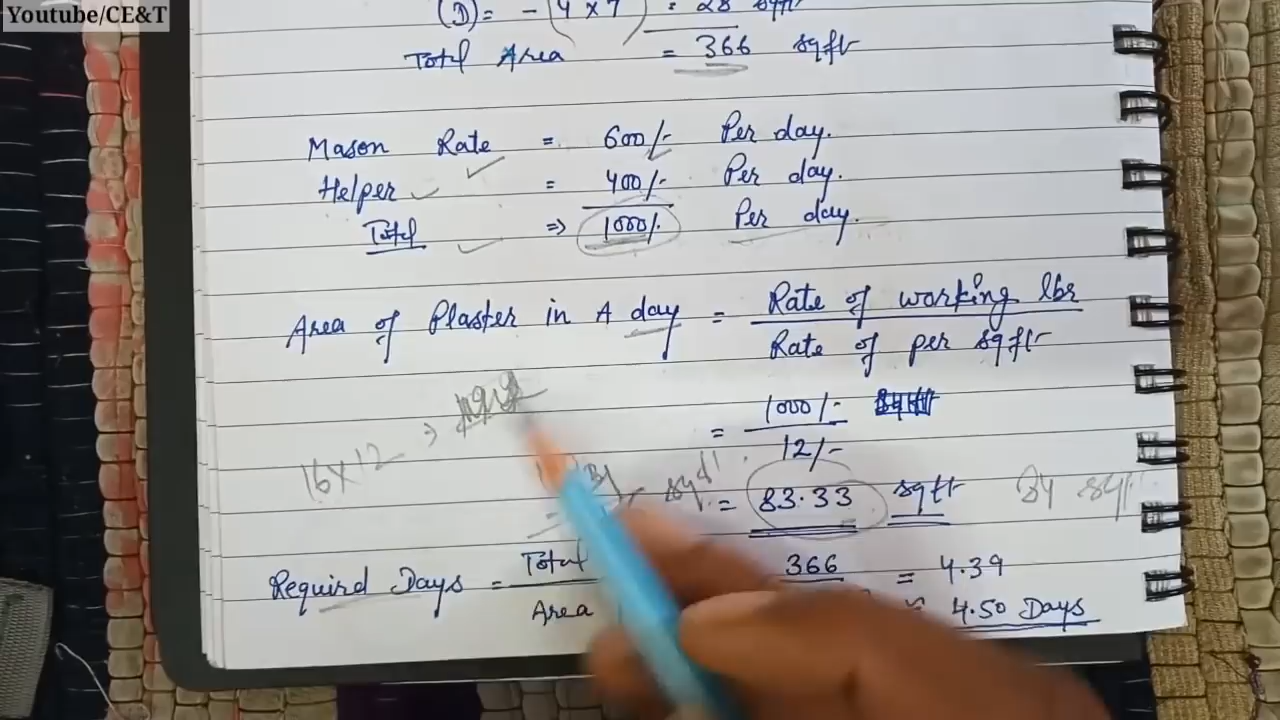 Youtube/CE&T
(D) = - (4 x 7) = 28 sqft
Total Area = 366 sqft
Mason Rate = 600/- Per day.
Helper = 400/- Per day.
Total => 1000/- Per day.
Area of Plaster in A day = Rate of working lbr
Rate of per sqft
= 1000/-
12/-
16x12
= 83.33 sqft
Required Days = Total 366 = 4.39
Area ≈ 4.50 Days